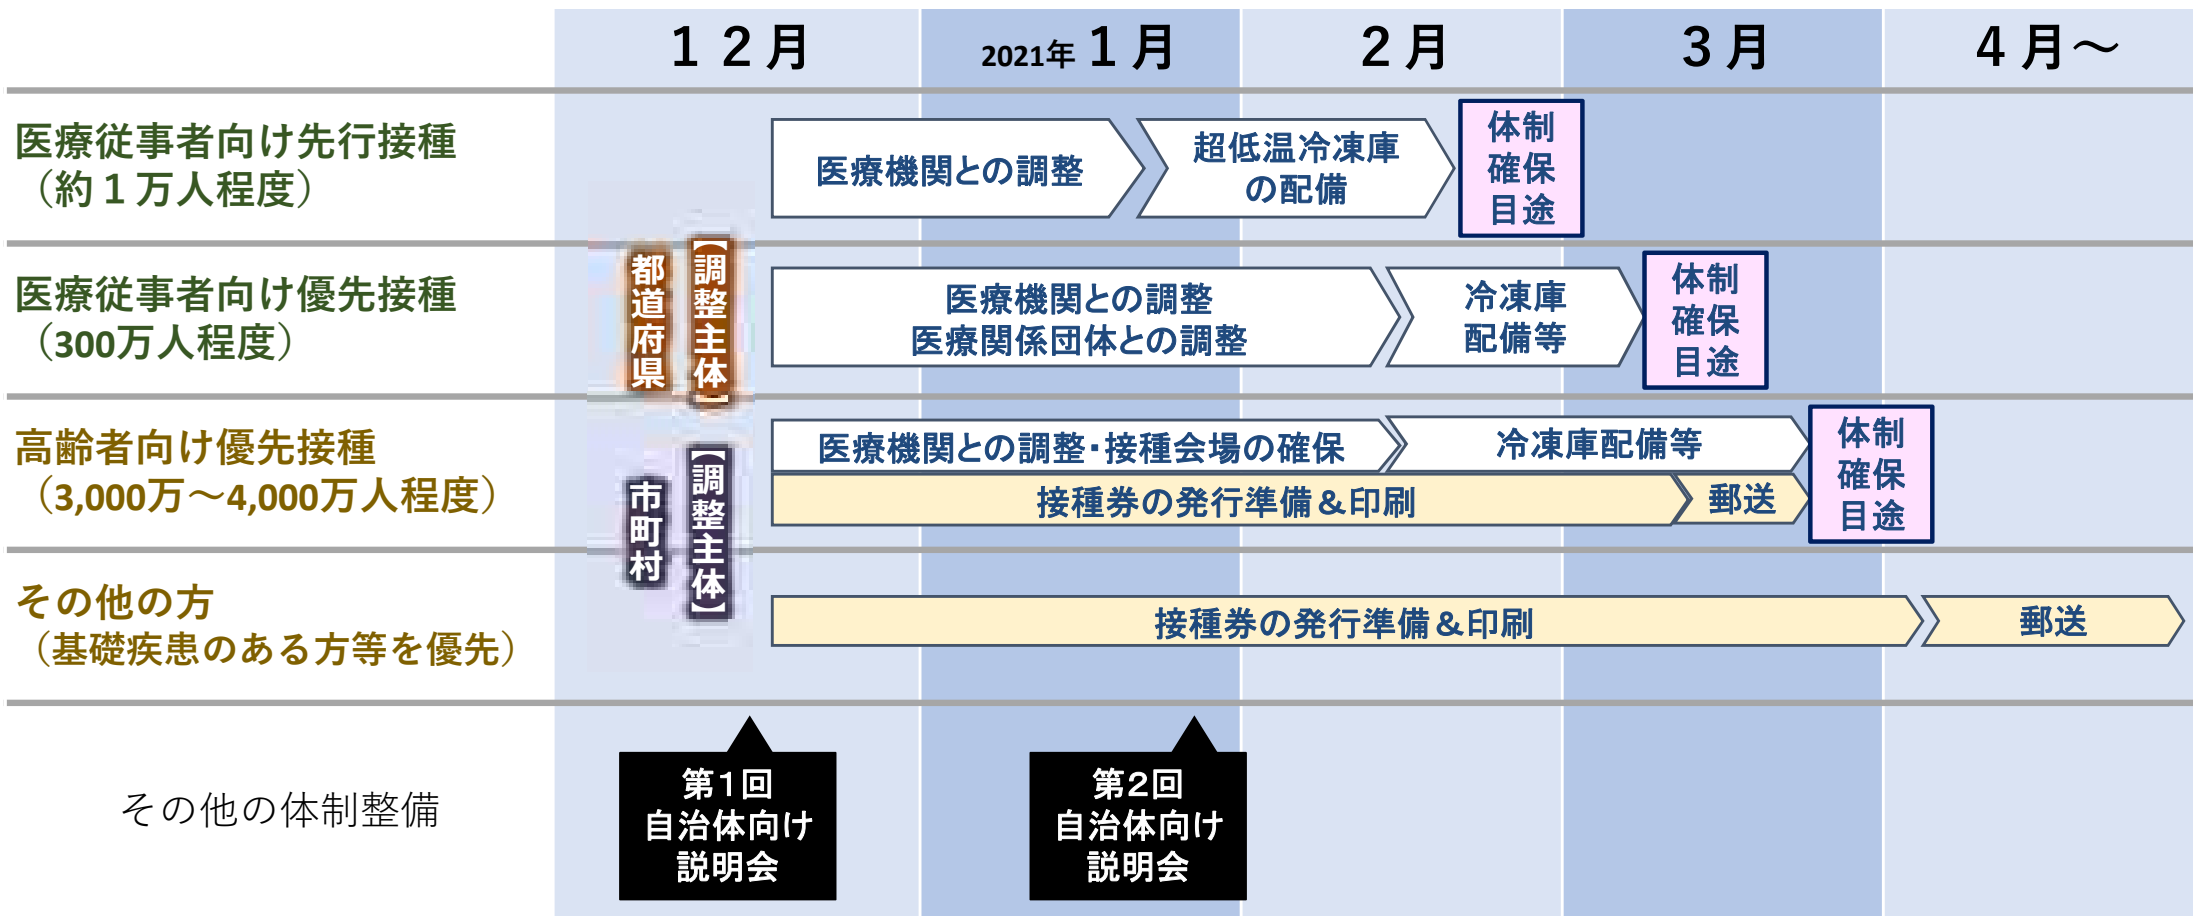 １２月
2021年１月
２月
３月
４月～
医療従事者向け先行接種
（約１万人程度）
医療機関との調整
超低温冷凍庫
の配備
体制
確保
目途
【調整主体】
都道府県
医療従事者向け優先接種
（300万人程度）
医療機関との調整
医療関係団体との調整
冷凍庫
配備等
体制
確保
目途
高齢者向け優先接種
（3,000万～4,000万人程度）
【調整主体】
市町村
医療機関との調整・接種会場の確保
冷凍庫配備等
接種券の発行準備＆印刷
郵送
体制
確保
目途
その他の方
（基礎疾患のある方等を優先）
接種券の発行準備＆印刷
郵送
その他の体制整備
第１回
自治体向け
説明会
第２回
自治体向け
説明会